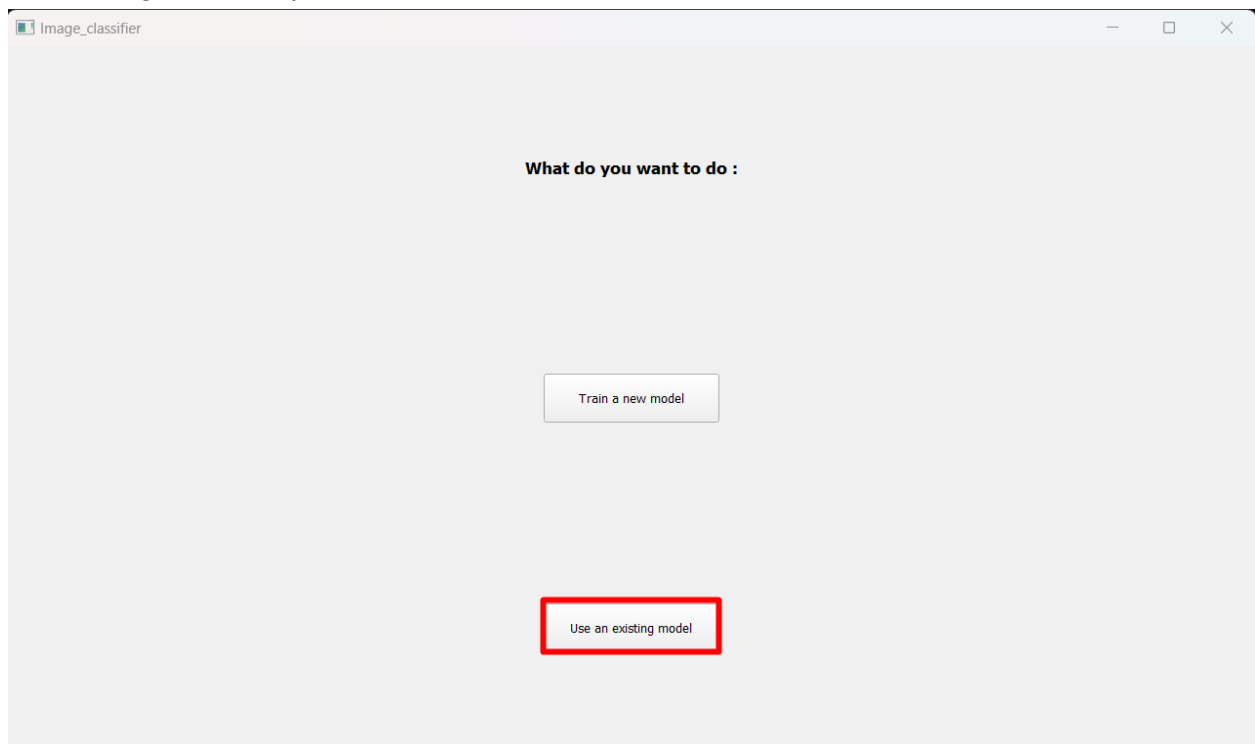 Image_classifier
What do you want to do :
Train a new model
Use an existing model